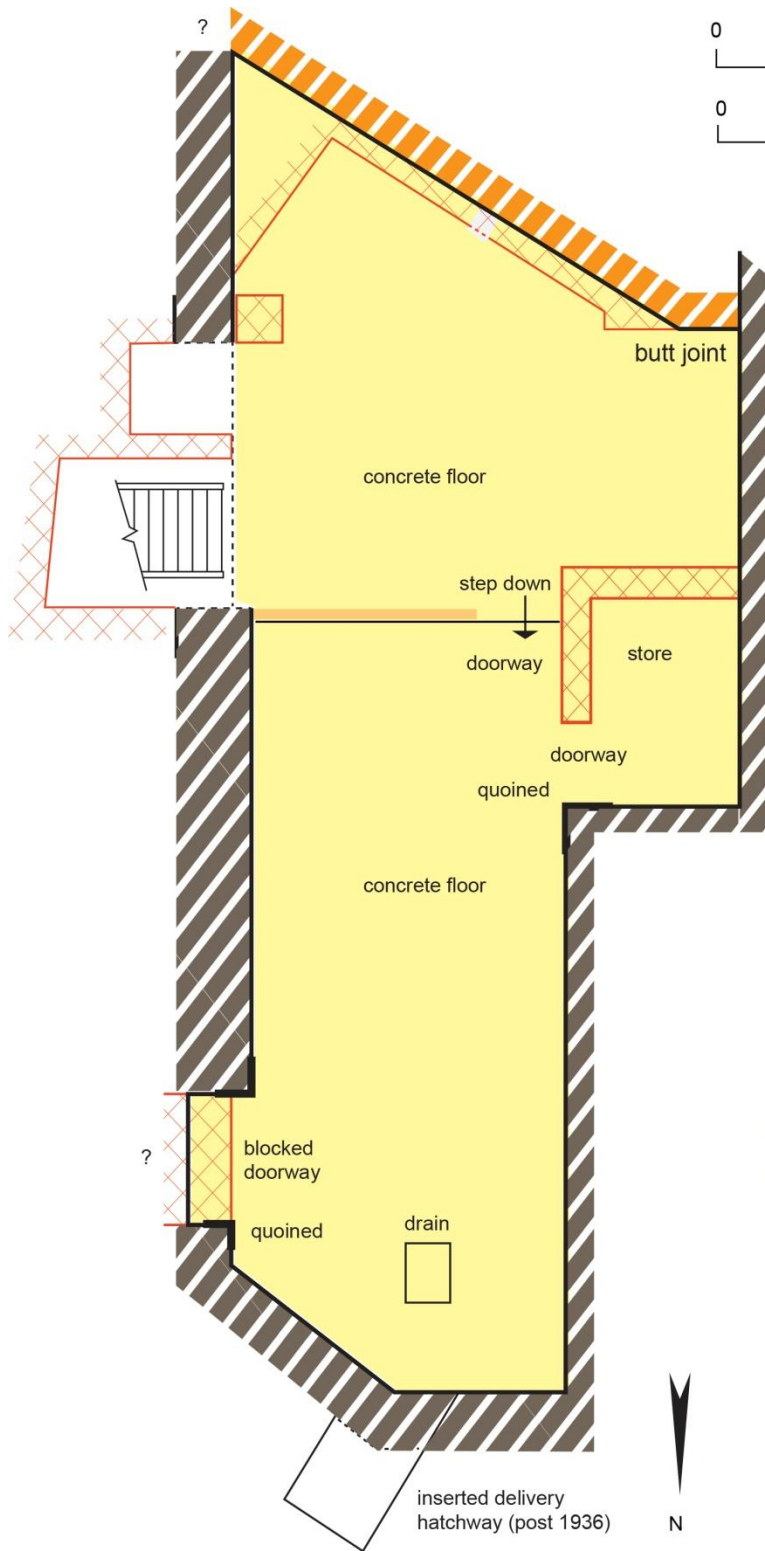 ?
0
0
butt joint
concrete floor
step down
doorway
store
doorway
quoined
concrete floor
?
blocked
doorway
quoined
drain
inserted delivery
hatchway (post 1936)
N